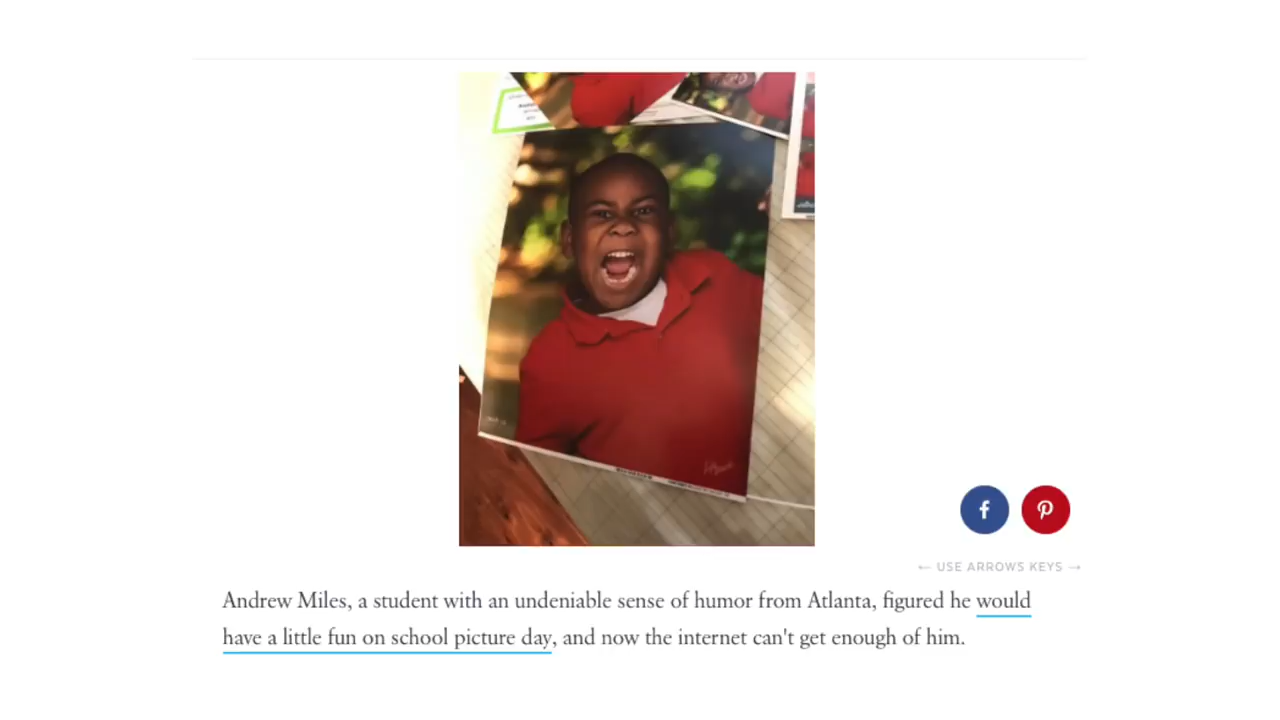 ← USE ARROWS KEYS →
Andrew Miles, a student with an undeniable sense of humor from Atlanta, figured he would
have a little fun on school picture day, and now the internet can't get enough of him.